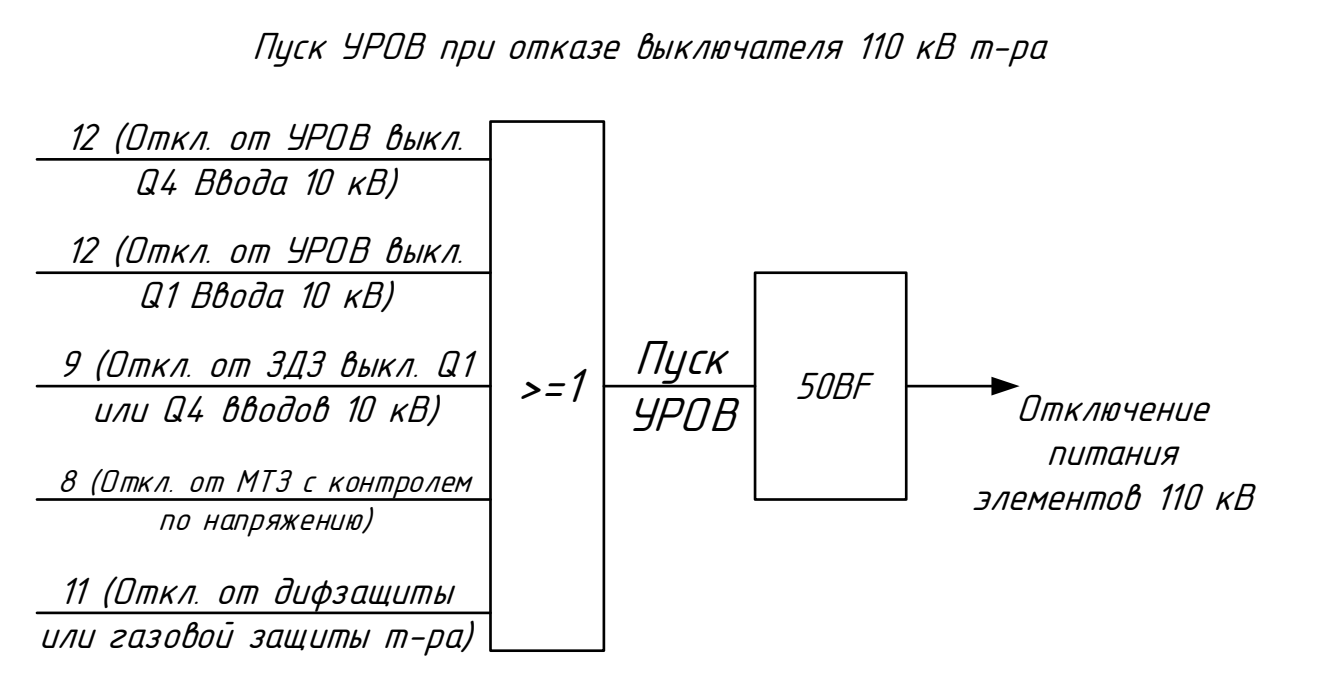 Пуск УРОВ при отказе выключателя 110 кВ т-ра
12 (Откл. от УРОВ выкл.
Q4 Ввода 10 кВ)
12 (Откл. от УРОВ выкл.
Q1 Ввода 10 кВ)
9 (Откл. от ЗДЗ выкл. Q1
или Q4 вводов 10 кВ)
8 (Откл. от МТЗ с контролем
по напряжению)
11 (Откл. от дифзащиты
или газовой защиты т-ра)
>=1
Пуск
УРОВ
50BF
Отключение
питания
элементов 110 кВ